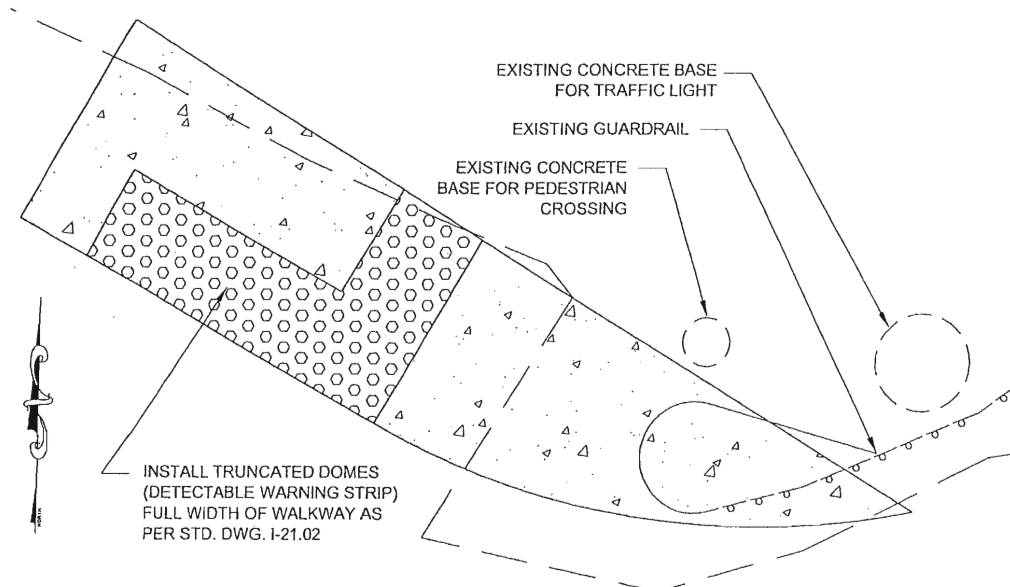 EXISTING CONCRETE BASE
FOR TRAFFIC LIGHT
EXISTING GUARDRAIL
EXISTING CONCRETE
BASE FOR PEDESTRIAN
CROSSING
INSTALL TRUNCATED DOMES
(DETECTABLE WARNING STRIP)
FULL WIDTH OF WALKWAY AS
PER STD. DWG. I-21.02
NORTH